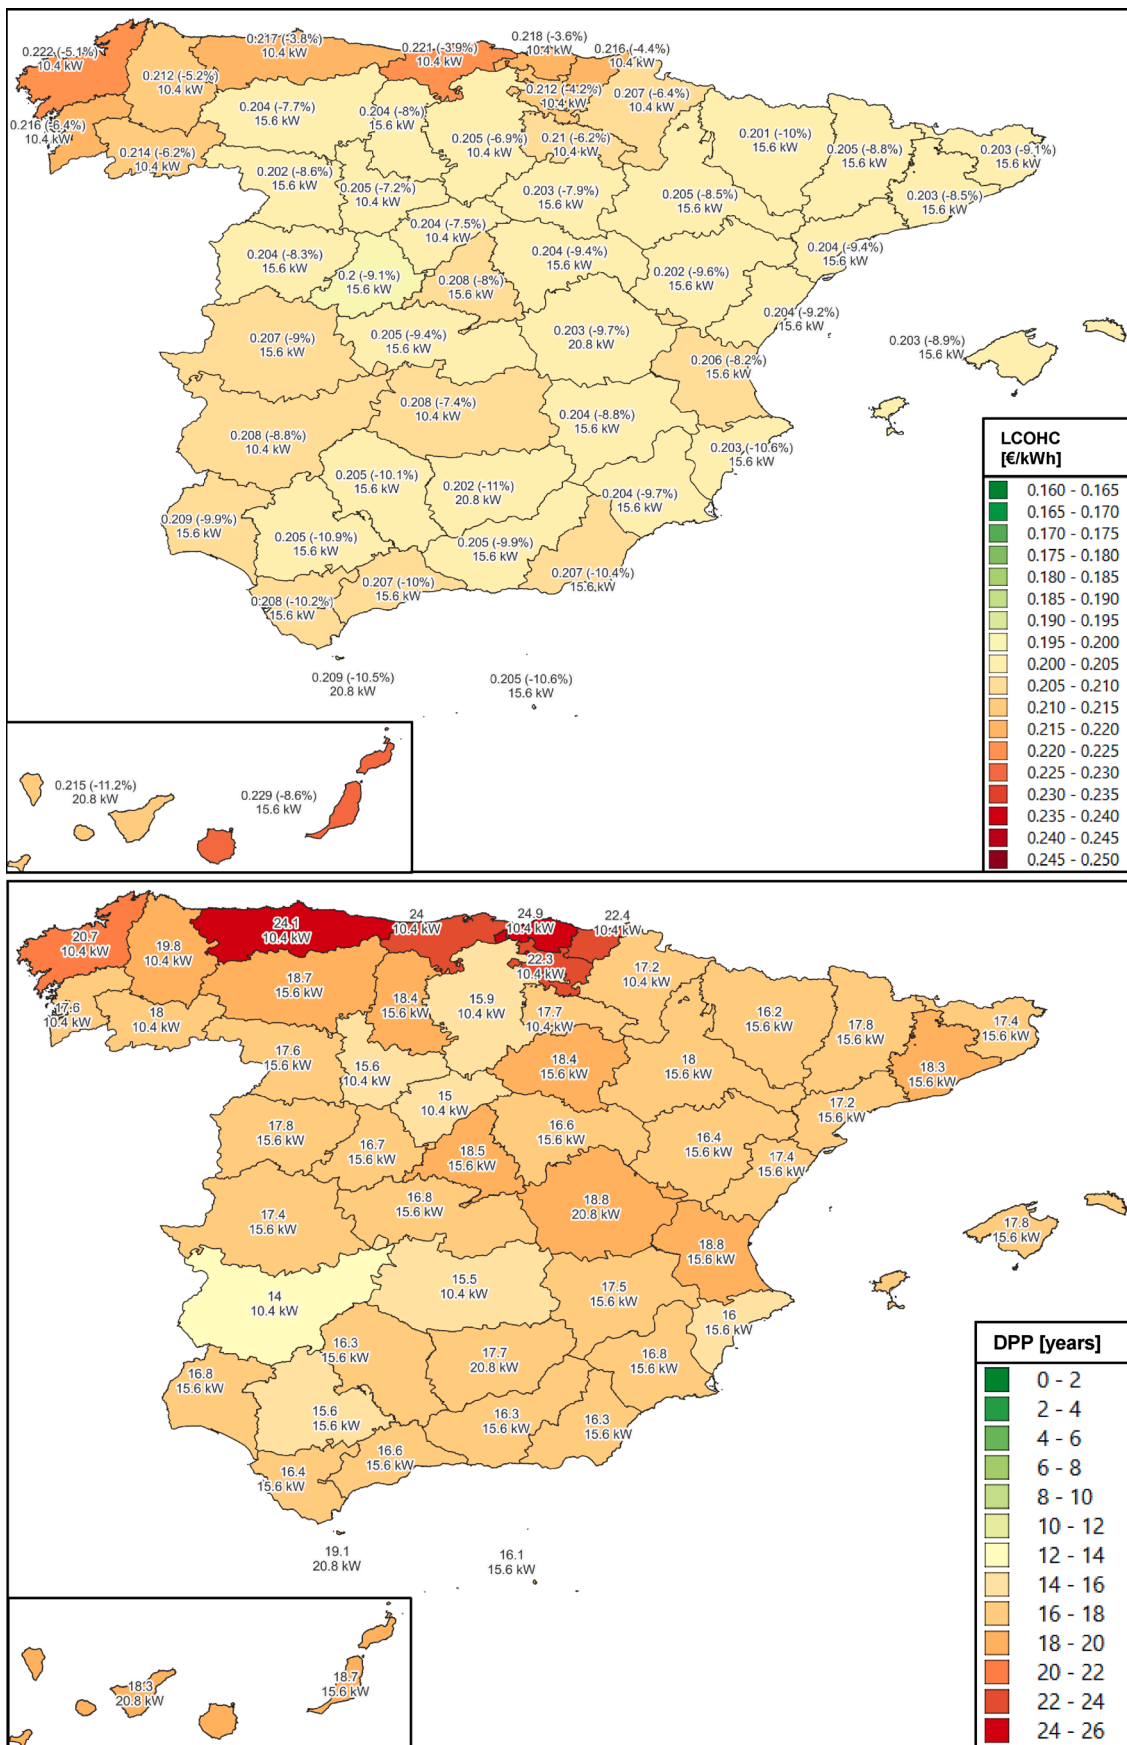 0.222 (-5.1%)
10.4 kW
0.212 (-5.2%)
10.4 kW
0.217 (-3.8%)
10.4 kW
0.221 (-3.9%)
10.4 kW
0.218 (-3.6%)
10.4 kW
0.216 (-4.4%)
10.4 kW
0.212 (-4.2%)
10.4 kW
0.207 (-6.4%)
10.4 kW
0.216 (-6.4%)
10.4 kW
0.214 (-6.2%)
10.4 kW
0.204 (-7.7%)
15.6 kW
0.204 (-8%)
15.6 kW
0.205 (-6.9%)
10.4 kW
0.21 (-6.2%)
10.4 kW
0.201 (-10%)
15.6 kW
0.205 (-8.8%)
15.6 kW
0.203 (-9.1%)
15.6 kW
0.202 (-8.6%)
15.6 kW
0.205 (-7.2%)
10.4 kW
0.203 (-7.9%)
15.6 kW
0.205 (-8.5%)
15.6 kW
0.203 (-8.5%)
15.6 kW
0.204 (-8.3%)
15.6 kW
0.2 (-9.1%)
15.6 kW
0.204 (-7.5%)
10.4 kW
0.208 (-8%)
15.6 kW
0.204 (-9.4%)
15.6 kW
0.202 (-9.6%)
15.6 kW
0.204 (-9.4%)
15.6 kW
0.204 (-9.2%)
15.6 kW
0.207 (-9%)
15.6 kW
0.205 (-9.4%)
15.6 kW
0.203 (-9.7%)
20.8 kW
0.206 (-8.2%)
15.6 kW
0.203 (-8.9%)
15.6 kW
0.208 (-8.8%)
10.4 kW
0.208 (-7.4%)
10.4 kW
0.204 (-8.8%)
15.6 kW
0.203 (-10.6%)
15.6 kW
0.205 (-10.1%)
15.6 kW
0.202 (-11%)
20.8 kW
0.204 (-9.7%)
15.6 kW
0.209 (-9.9%)
15.6 kW
0.205 (-10.9%)
15.6 kW
0.205 (-9.9%)
15.6 kW
0.207 (-10.4%)
15.6 kW
0.208 (-10.2%)
15.6 kW
0.207 (-10%)
15.6 kW
0.209 (-10.5%)
20.8 kW
0.205 (-10.6%)
15.6 kW
0.215 (-11.2%)
20.8 kW
0.229 (-8.6%)
15.6 kW
LCOHC
[€/kWh]
0.160 - 0.165
0.165 - 0.170
0.170 - 0.175
0.175 - 0.180
0.180 - 0.185
0.185 - 0.190
0.190 - 0.195
0.195 - 0.200
0.200 - 0.205
0.205 - 0.210
0.210 - 0.215
0.215 - 0.220
0.220 - 0.225
0.225 - 0.230
0.230 - 0.235
0.235 - 0.240
0.240 - 0.245
0.245 - 0.250
20.7
10.4 kW
19.8
10.4 kW
24.1
10.4 kW
24
10.4 kW
24.9
10.4 kW
22.4
10.4 kW
22.3
10.4 kW
17.2
10.4 kW
17.6
10.4 kW
18
10.4 kW
18.7
15.6 kW
18.4
15.6 kW
15.9
10.4 kW
17.7
10.4 kW
16.2
15.6 kW
17.8
15.6 kW
17.4
15.6 kW
17.6
15.6 kW
15.6
10.4 kW
18.4
15.6 kW
18
15.6 kW
18.3
15.6 kW
17.8
15.6 kW
16.7
15.6 kW
15
10.4 kW
18.5
15.6 kW
16.6
15.6 kW
16.4
15.6 kW
17.2
15.6 kW
17.4
15.6 kW
17.4
15.6 kW
16.8
15.6 kW
18.8
20.8 kW
18.8
15.6 kW
17.8
15.6 kW
14
10.4 kW
15.5
10.4 kW
17.5
15.6 kW
16
15.6 kW
16.3
15.6 kW
17.7
20.8 kW
16.8
15.6 kW
16.8
15.6 kW
15.6
15.6 kW
16.3
15.6 kW
16.3
15.6 kW
16.4
15.6 kW
16.6
15.6 kW
19.1
20.8 kW
16.1
15.6 kW
18.3
20.8 kW
18.7
15.6 kW
DPP [years]
0 - 2
2 - 4
4 - 6
6 - 8
8 - 10
10 - 12
12 - 14
14 - 16
16 - 18
18 - 20
20 - 22
22 - 24
24 - 26